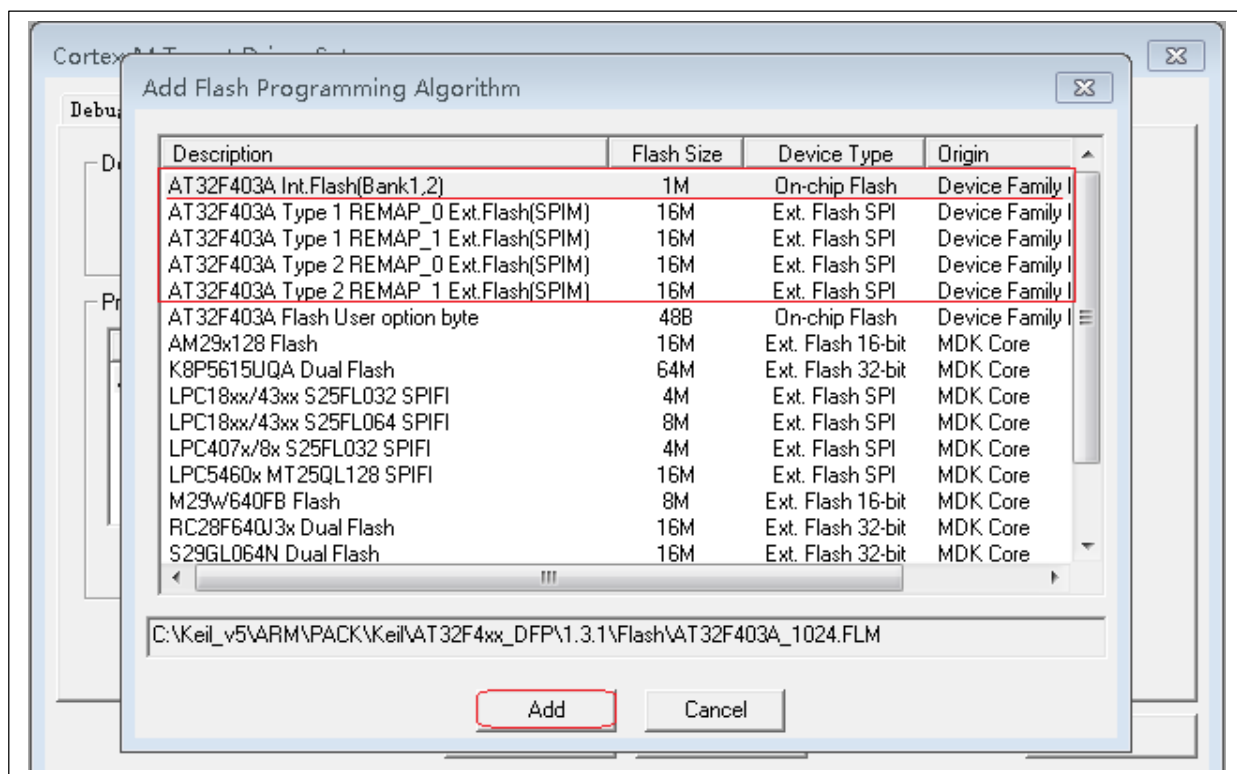 Cortex
Add Flash Programming Algorithm
Debug
Description Flash Size Device Type Origin
AT32F403A Int.Flash(Bank1,2) 1M On-chip Flash Device Family
AT32F403A Type 1 REMAP_0 Ext.Flash(SPIM) 16M Ext. Flash SPI Device Family
AT32F403A Type 1 REMAP_1 Ext.Flash(SPIM) 16M Ext. Flash SPI Device Family
AT32F403A Type 2 REMAP_0 Ext.Flash(SPIM) 16M Ext. Flash SPI Device Family
AT32F403A Type 2 REMAP_1 Ext.Flash(SPIM) 16M Ext. Flash SPI Device Family
AT32F403A Flash User option byte 48B On-chip Flash Device Family
AM29x128 Flash 16M Ext. Flash 16-bit MDK Core
K8P5615UQA Dual Flash 64M Ext. Flash 32-bit MDK Core
LPC18xx/43xx S25FL032 SPIFI 4M Ext. Flash SPI MDK Core
LPC18xx/43xx S25FL064 SPIFI 8M Ext. Flash SPI MDK Core
LPC407x/8x S25FL032 SPIFI 4M Ext. Flash SPI MDK Core
LPC5460x MT25QL128 SPIFI 16M Ext. Flash SPI MDK Core
M29W640FB Flash 8M Ext. Flash 16-bit MDK Core
RC28F640J3x Dual Flash 16M Ext. Flash 32-bit MDK Core
S29GL064N Dual Flash 16M Ext. Flash 32-bit MDK Core
C:\Keil_v5\ARM\PACK\Keil\AT32F4xx_DFP\1.3.1\Flash\AT32F403A_1024.FLM
Add Cancel